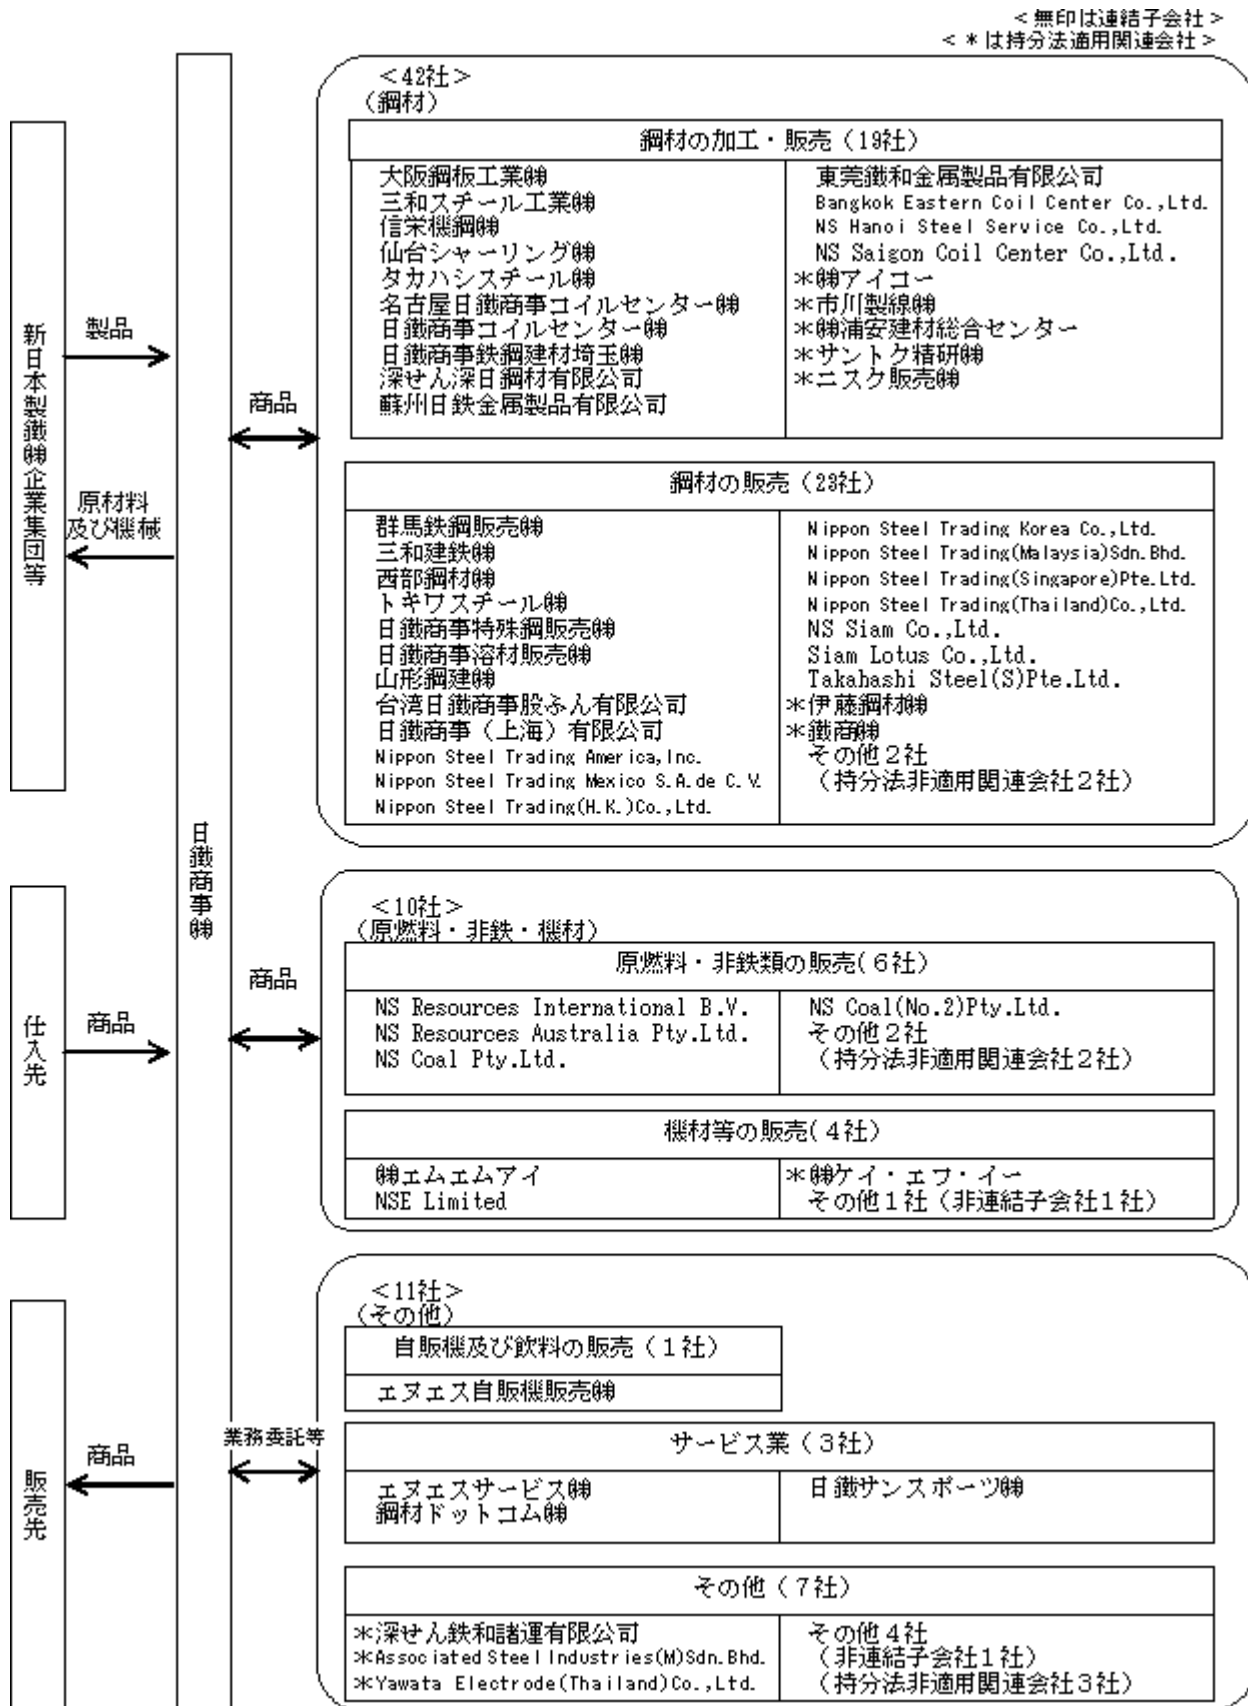 ＜無印は連結子会社＞
＜＊は持分法適用関連会社＞
新日本製鐵㈱企業集団等
製品
原材料
及び機械
仕入先
商品
販売先
商品
日鐵商事㈱
商品
商品
業務委託等
＜42社＞
（鋼材）
鋼材の加工・販売（19社）
大阪鋼板工業㈱
三和スチール工業㈱
信栄機鋼㈱
仙台シャーリング㈱
タカハシスチール㈱
名古屋日鐵商事コイルセンター㈱
日鐵商事コイルセンター㈱
日鐵商事鉄鋼建材埼玉㈱
深せん深日鋼材有限公司
蘇州日鉄金属製品有限公司
東莞鐵和金属製品有限公司
Bangkok Eastern Coil Center Co.,Ltd.
NS Hanoi Steel Service Co.,Ltd.
NS Saigon Coil Center Co.,Ltd.
＊㈱アイコー
＊市川製線㈱
＊㈱浦安建材総合センター
＊サントク精研㈱
＊ニスク販売㈱
鋼材の販売（23社）
群馬鉄鋼販売㈱
三和建鉄㈱
西部鋼材㈱
トキワスチール㈱
日鐵商事特殊鋼販売㈱
日鐵商事溶材販売㈱
山形鋼建㈱
台湾日鐵商事股ふん有限公司
日鐵商事（上海）有限公司
Nippon Steel Trading America,Inc.
Nippon Steel Trading Mexico S.A.de C.V.
Nippon Steel Trading(H.K.)Co.,Ltd.
Nippon Steel Trading Korea Co.,Ltd.
Nippon Steel Trading(Malaysia)Sdn.Bhd.
Nippon Steel Trading(Singapore)Pte.Ltd.
Nippon Steel Trading(Thailand)Co.,Ltd.
NS Siam Co.,Ltd.
Siam Lotus Co.,Ltd.
Takahashi Steel(S)Pte.Ltd.
＊伊藤鋼材㈱
＊鐵商㈱
その他２社
（持分法非適用関連会社２社）
＜10社＞
（原燃料・非鉄・機材）
原燃料・非鉄類の販売(６社)
NS Resources International B.V.
NS Resources Australia Pty.Ltd.
NS Coal Pty.Ltd.
NS Coal(No.2)Pty.Ltd.
その他２社
（持分法非適用関連会社２社）
機材等の販売(４社)
㈱エムエムアイ
NSE Limited
＊㈱ケイ・エフ・イー
その他１社（非連結子会社１社）
＜11社＞
（その他）
自販機及び飲料の販売（１社）
エヌエス自販機販売㈱
サービス業（３社）
エヌエスサービス㈱
鋼材ドットコム㈱
日鐵サンスポーツ㈱
その他（７社）
＊深せん鉄和諸運有限公司
＊Associated Steel Industries(M)Sdn.Bhd.
＊Yawata Electrode(Thailand)Co.,Ltd.
その他４社
（非連結子会社１社）
（持分法非適用関連会社３社）